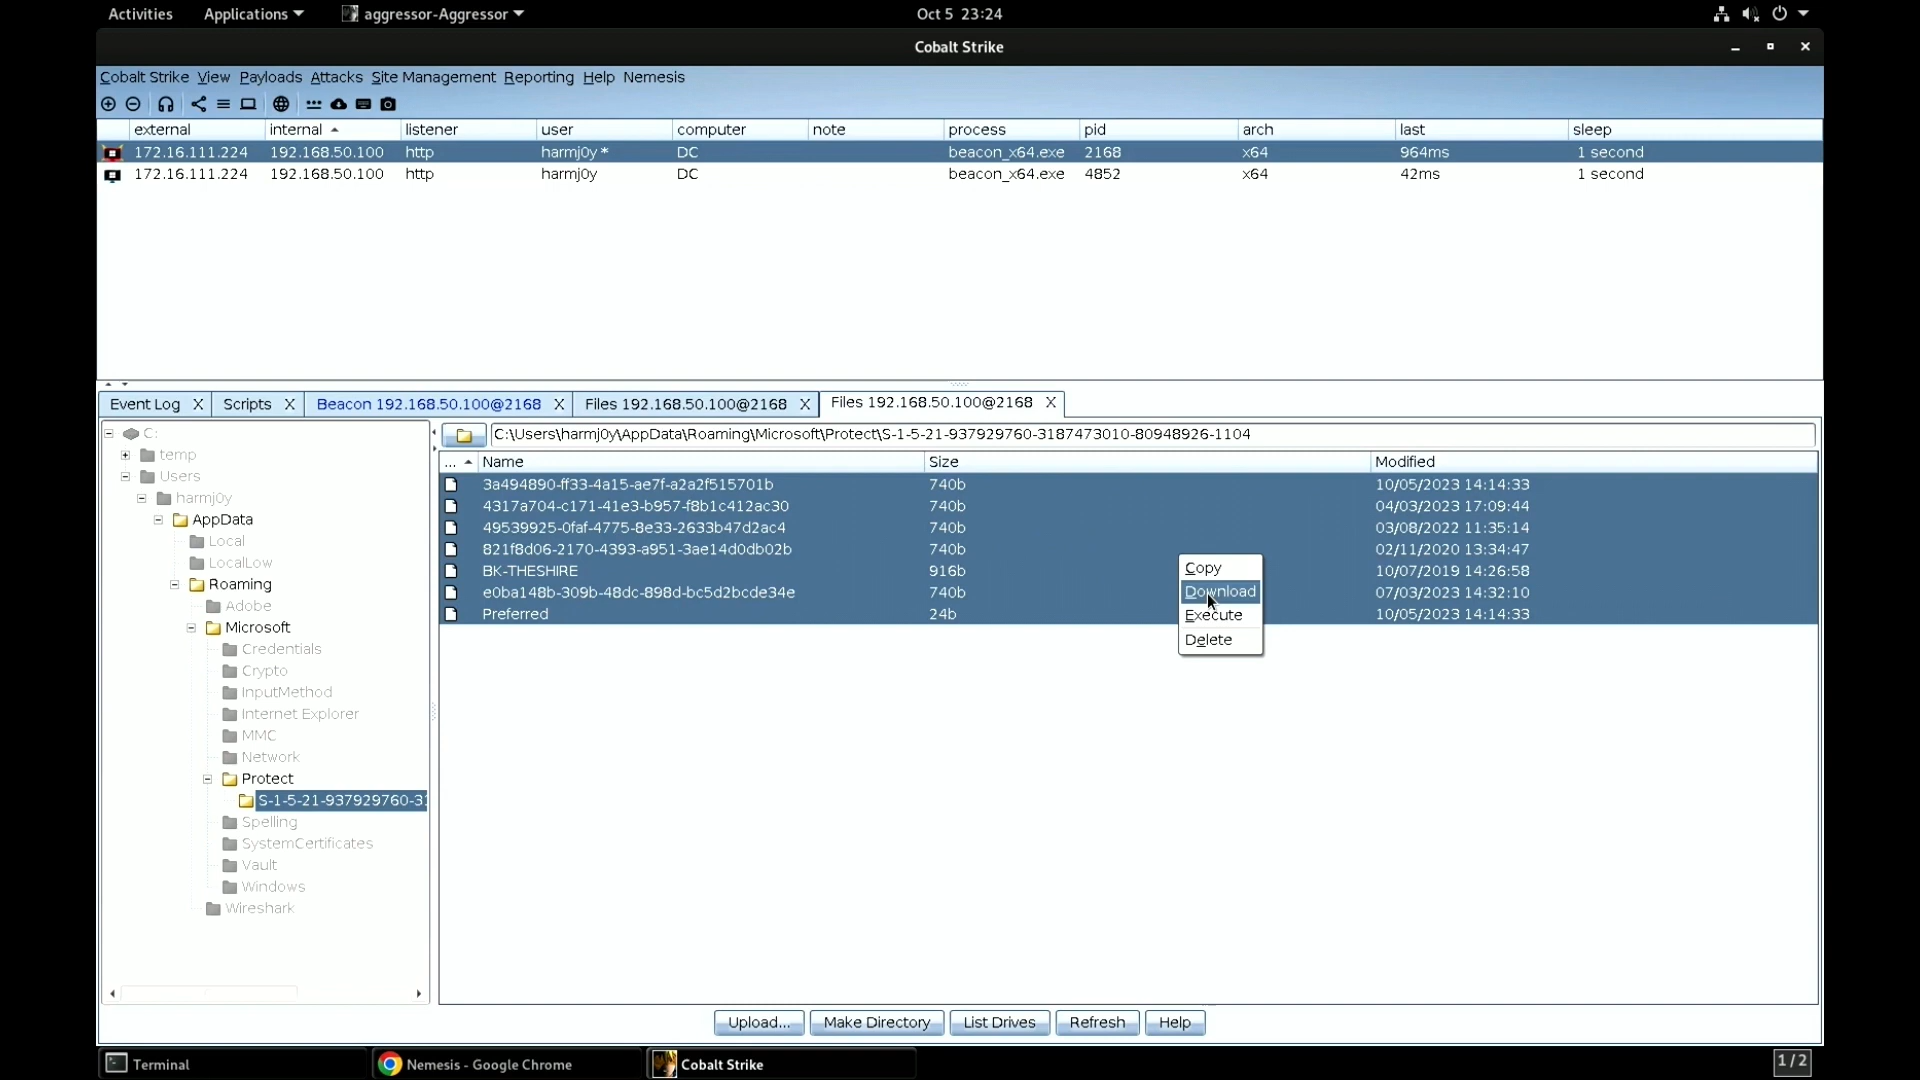 Activities Applications aggressor-Aggressor Oct 5 23:24
Cobalt Strike
Cobalt Strike View Payloads Attacks Site Management Reporting Help Nemesis
external internal listener user computer note process pid arch last sleep
172.16.111.224 192.168.50.100 http harmj0y * DC beacon_x64.exe 2168 x64 964ms 1 second
172.16.111.224 192.168.50.100 http harmj0y DC beacon_x64.exe 4852 x64 42ms 1 second
Event Log X Scripts X Beacon 192.168.50.100@2168 X Files 192.168.50.100@2168 X Files 192.168.50.100@2168 X
C:
temp
Users
harmj0y
AppData
Local
LocalLow
Roaming
Adobe
Microsoft
Credentials
Crypto
InputMethod
Internet Explorer
MMC
Network
Protect
S-1-5-21-937929760-31
Spelling
SystemCertificates
Vault
Windows
Wireshark
C:\Users\harmj0y\AppData\Roaming\Microsoft\Protect\S-1-5-21-937929760-3187473010-80948926-1104
... Name Size Modified
3a494890-ff33-4a15-ae7f-a2a2f515701b 740b 10/05/2023 14:14:33
4317a704-c171-41e3-b957-f8b1c412ac30 740b 04/03/2023 17:09:44
49539925-0faf-4775-8e33-2633b47d2ac4 740b 03/08/2022 11:35:14
821f8d06-2170-4393-a951-3ae14d0db02b 740b 02/11/2020 13:34:47
BK-THESHIRE 916b 10/07/2019 14:26:58
e0ba148b-309b-48dc-898d-bc5d2bcde34e 740b 07/03/2023 14:32:10
Preferred 24b 10/05/2023 14:14:33
Copy
Download
Execute
Delete
Upload... Make Directory List Drives Refresh Help
Terminal Nemesis - Google Chrome Cobalt Strike 1/2